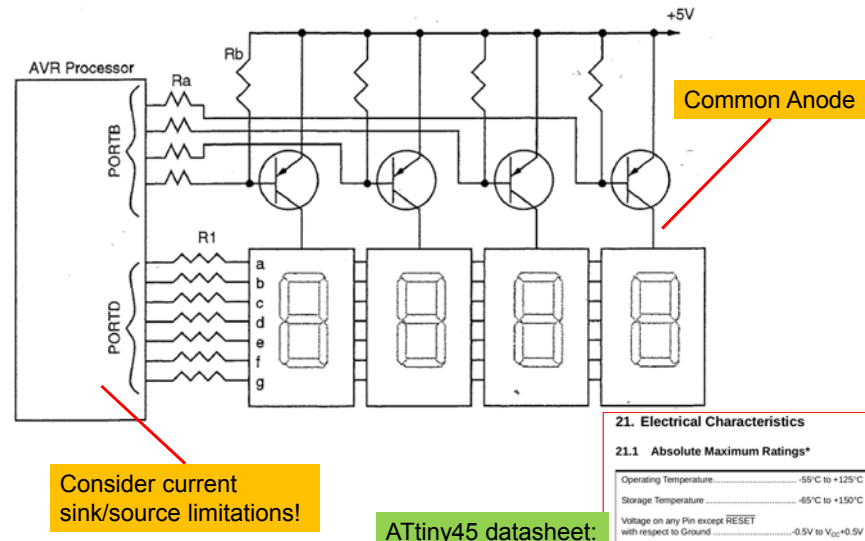 +5V
AVR Processor
Rb
Ra
Common Anode
PORTB
R1
a
b
c
d
e
f
g
PORTD
Consider current
sink/source limitations!
ATtiny45 datasheet:
21. Electrical Characteristics
21.1 Absolute Maximum Ratings*
Operating Temperature.................................. -55°C to +125°C
Storage Temperature ..................................... -65°C to +150°C
Voltage on any Pin except RESET
with respect to Ground ................................-0.5V to VCC+0.5V